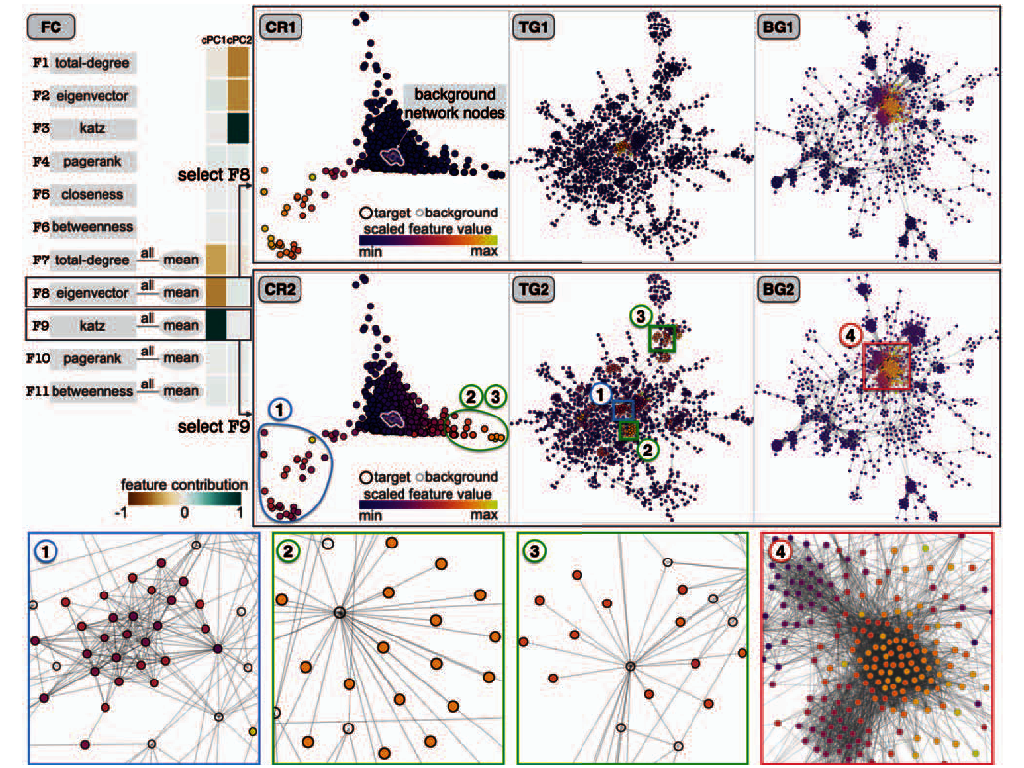 FC
cPC1 cPC2
F1 total-degree
F2 eigenvector
F3 katz
F4 pagerank
F5 closeness
F6 betweenness
F7 total-degree all mean
F8 eigenvector all mean
F9 katz all mean
F10 pagerank all mean
F11 betweenness all mean
select F8
select F9
feature contribution
-1 0 1
CR1
background
network nodes
target background
scaled feature value
min max
TG1
BG1
CR2
1
2 3
target background
scaled feature value
min max
TG2
3
1
2
BG2
4
1
2
3
4